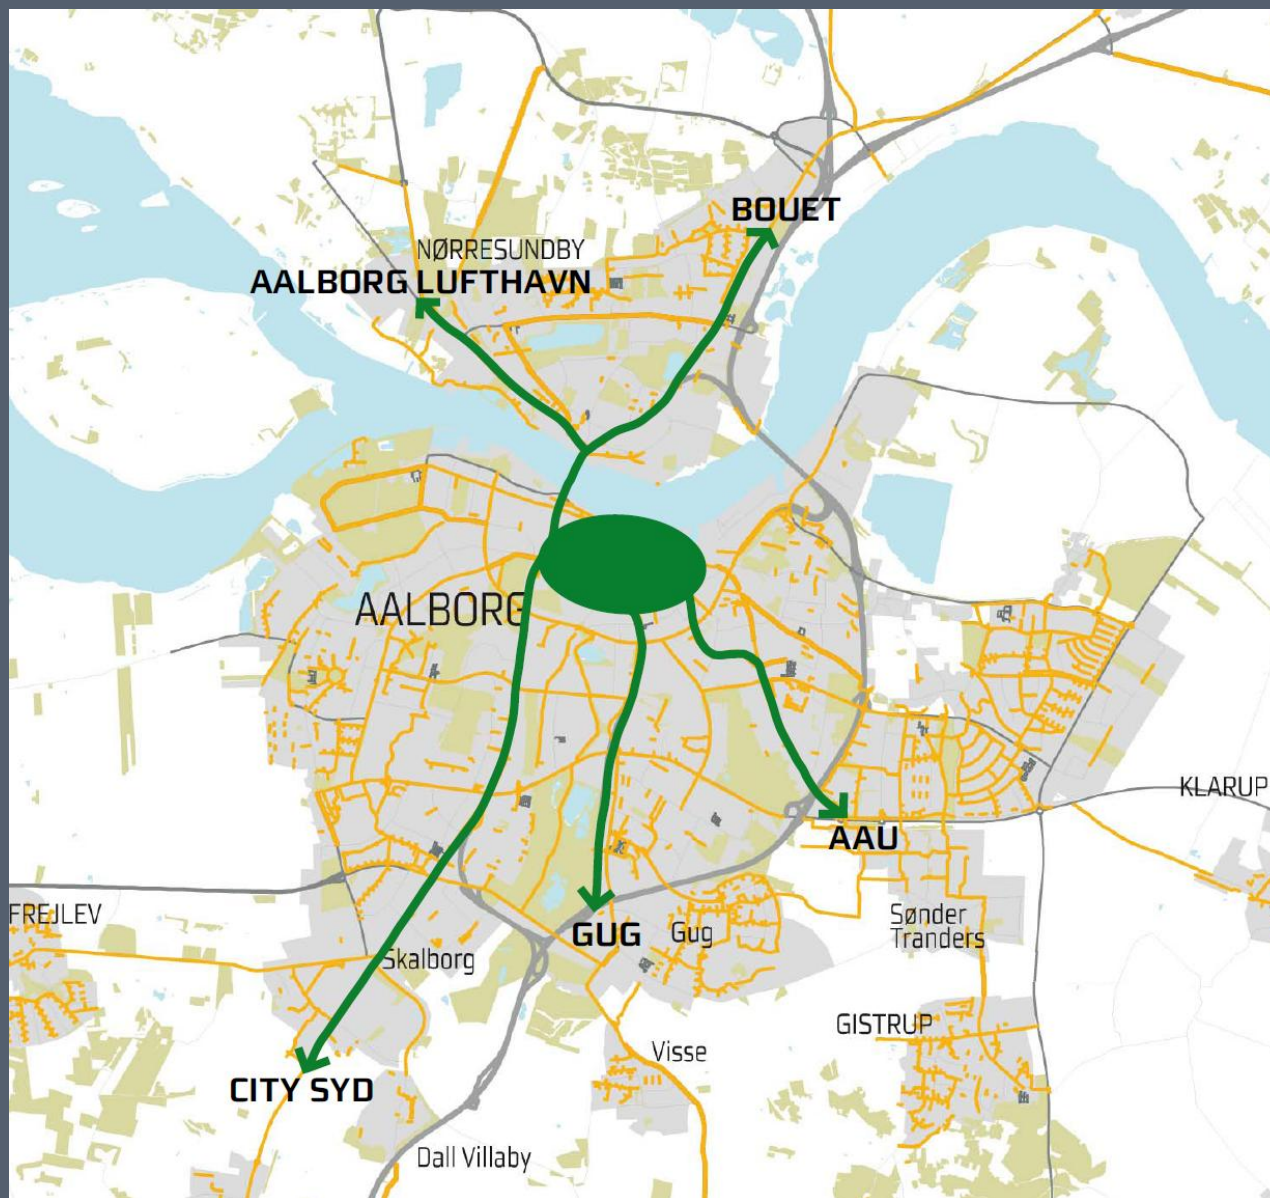 BOUET
NØRRESUNDBY
AALBORG LUFTHAVN
AALBORG
KLARUP
AAU
FREJLEV
Sønder
Tranders
GUG
Gug
Skalborg
GISTRUP
Visse
CITY SYD
Dall Villaby